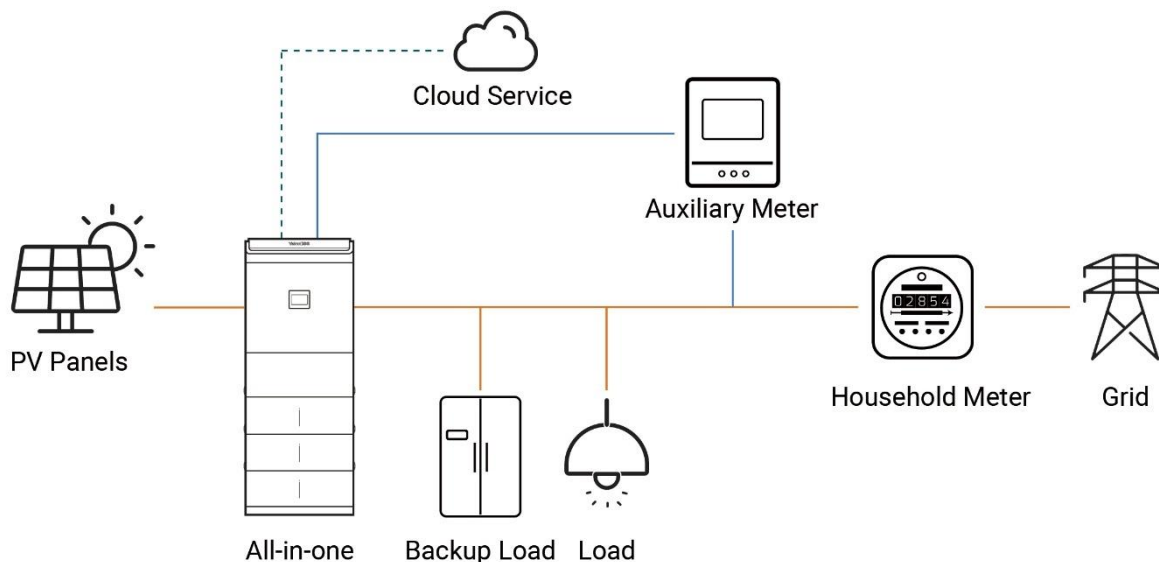 Cloud Service
Auxiliary Meter
PV Panels
02854
Household Meter
Grid
All-in-one
Backup Load
Load